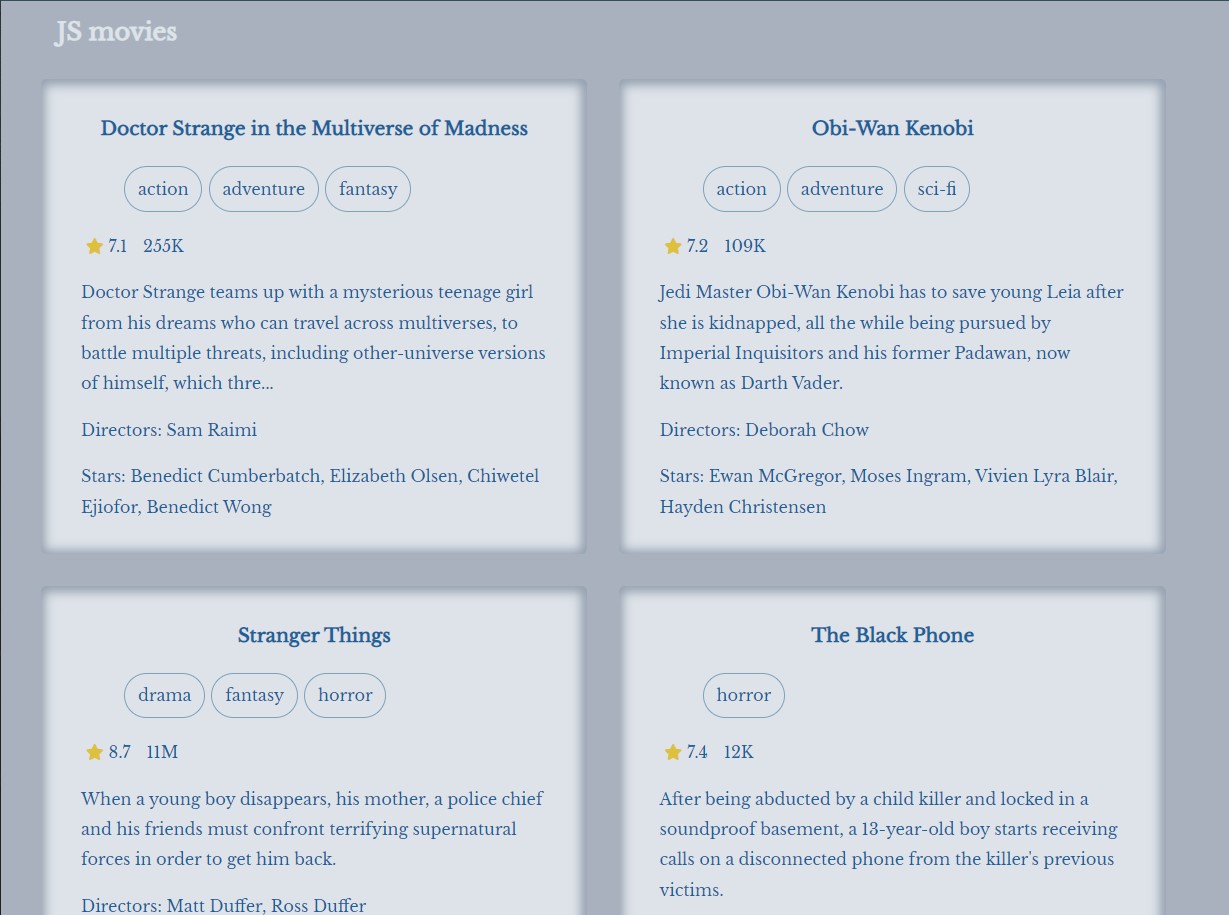 JS movies
Doctor Strange in the Multiverse of Madness
action adventure fantasy
7.1 255K
Doctor Strange teams up with a mysterious teenage girl
from his dreams who can travel across multiverses, to
battle multiple threats, including other-universe versions
of himself, which thre...
Directors: Sam Raimi
Stars: Benedict Cumberbatch, Elizabeth Olsen, Chiwetel
Ejiofor, Benedict Wong
Obi-Wan Kenobi
action adventure sci-fi
7.2 109K
Jedi Master Obi-Wan Kenobi has to save young Leia after
she is kidnapped, all the while being pursued by
Imperial Inquisitors and his former Padawan, now
known as Darth Vader.
Directors: Deborah Chow
Stars: Ewan McGregor, Moses Ingram, Vivien Lyra Blair,
Hayden Christensen
Stranger Things
drama fantasy horror
8.7 11M
When a young boy disappears, his mother, a police chief
and his friends must confront terrifying supernatural
forces in order to get him back.
Directors: Matt Duffer, Ross Duffer
The Black Phone
horror
7.4 12K
After being abducted by a child killer and locked in a
soundproof basement, a 13-year-old boy starts receiving
calls on a disconnected phone from the killer's previous
victims.